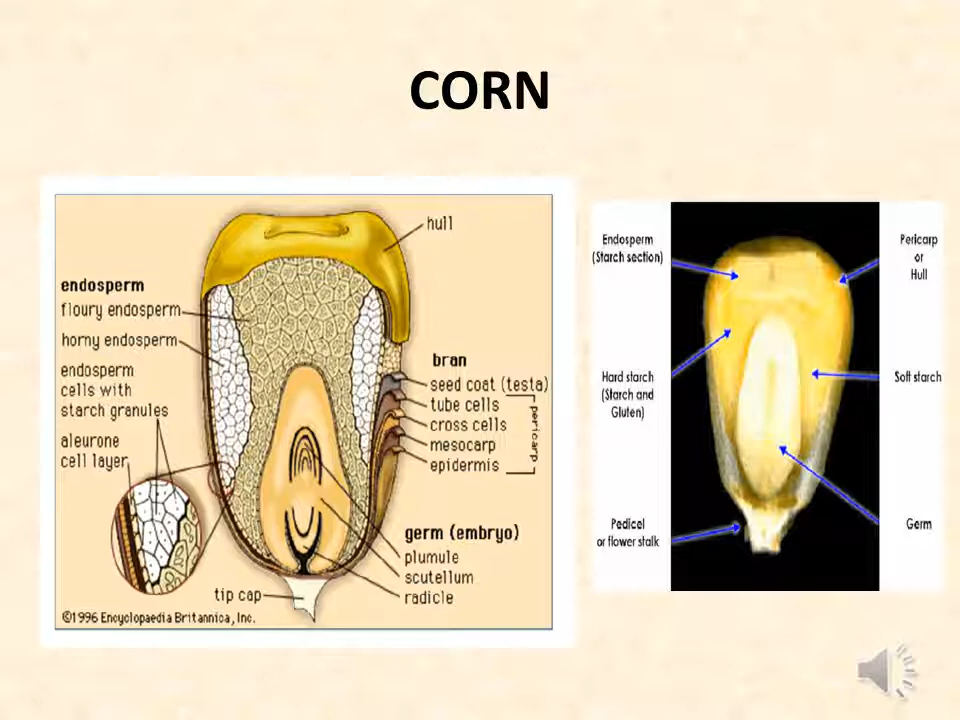 CORN
hull
endosperm
floury endosperm
horny endosperm
endosperm
cells with
starch granules
aleurone
cell layer
bran
seed coat (testa)
tube cells
cross cells
mesocarp
epidermis
pericarp
germ (embryo)
plumule
scutellum
radicle
tip cap
©1996 Encyclopaedia Britannica, Inc.
Endosperm
(Starch section)
Pericarp
or
Hull
Hard starch
(Starch and
Gluten)
Soft starch
Pedicel
or flower stalk
Germ